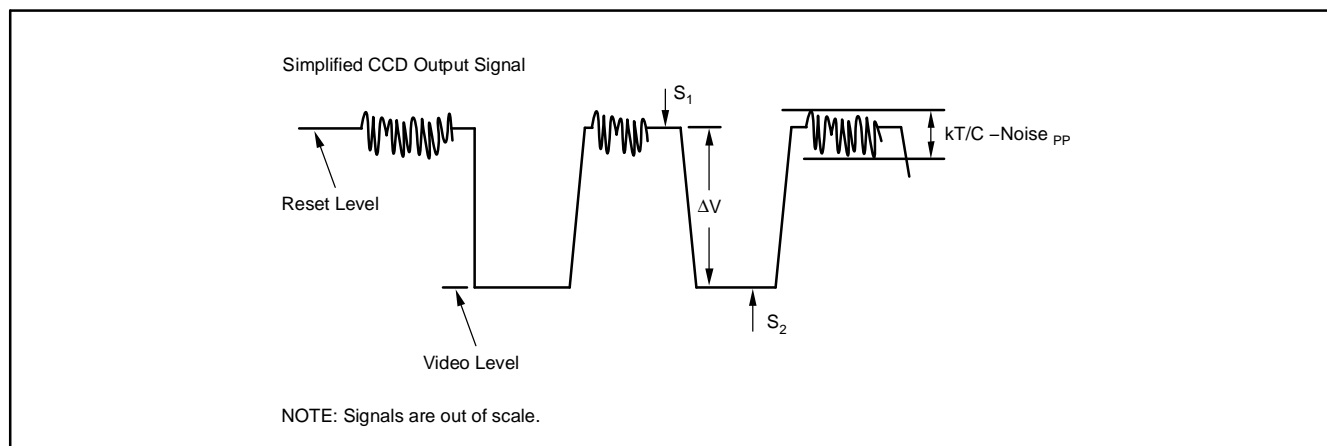 Simplified CCD Output Signal
S1
kT/C –Noise PP
Reset Level
ΔV
S2
Video Level
NOTE: Signals are out of scale.